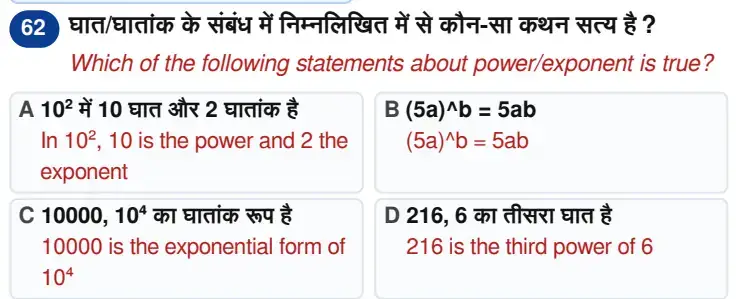 62 घात/घातांक के संबंध में निम्नलिखित में से कौन-सा कथन सत्य है ?
Which of the following statements about power/exponent is true?
A 10² में 10 घात और 2 घातांक है
In 10², 10 is the power and 2 the
exponent
B (5a)^b = 5ab
(5a)^b = 5ab
C 10000, 10⁴ का घातांक रूप है
10000 is the exponential form of
10⁴
D 216, 6 का तीसरा घात है
216 is the third power of 6